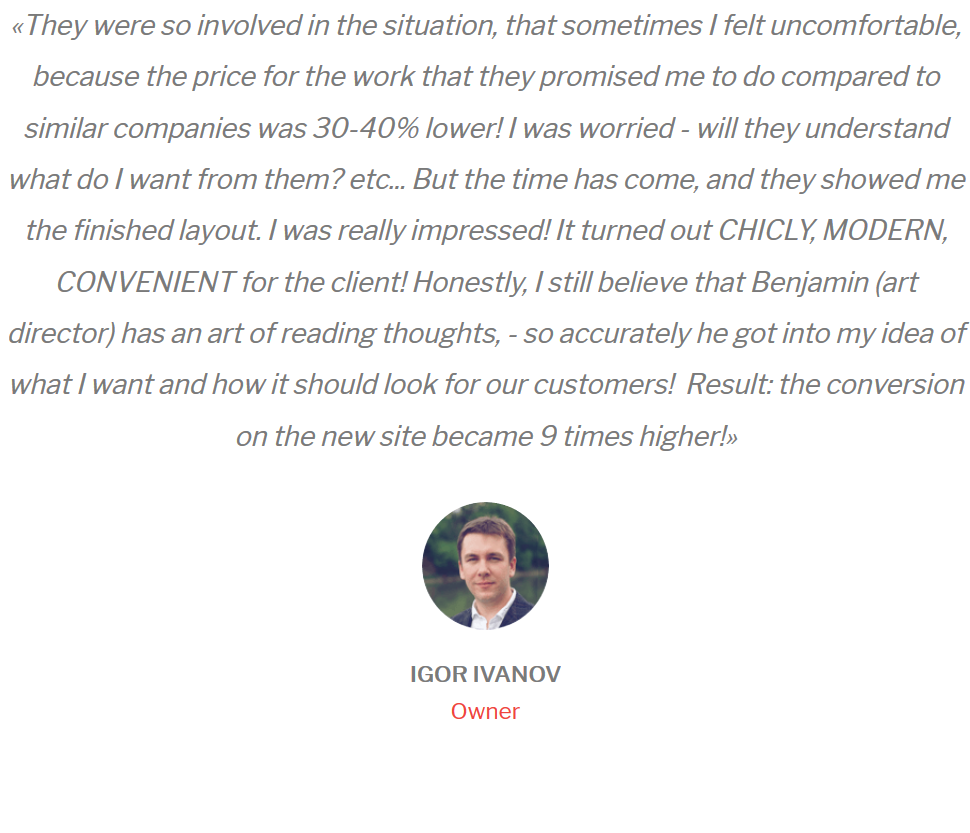 «They were so involved in the situation, that sometimes I felt uncomfortable,
because the price for the work that they promised me to do compared to
similar companies was 30-40% lower! I was worried - will they understand
what do I want from them? etc... But the time has come, and they showed me
the finished layout. I was really impressed! It turned out CHICLY, MODERN,
CONVENIENT for the client! Honestly, I still believe that Benjamin (art
director) has an art of reading thoughts, - so accurately he got into my idea of
what I want and how it should look for our customers!  Result: the conversion
on the new site became 9 times higher!»
IGOR IVANOV
Owner